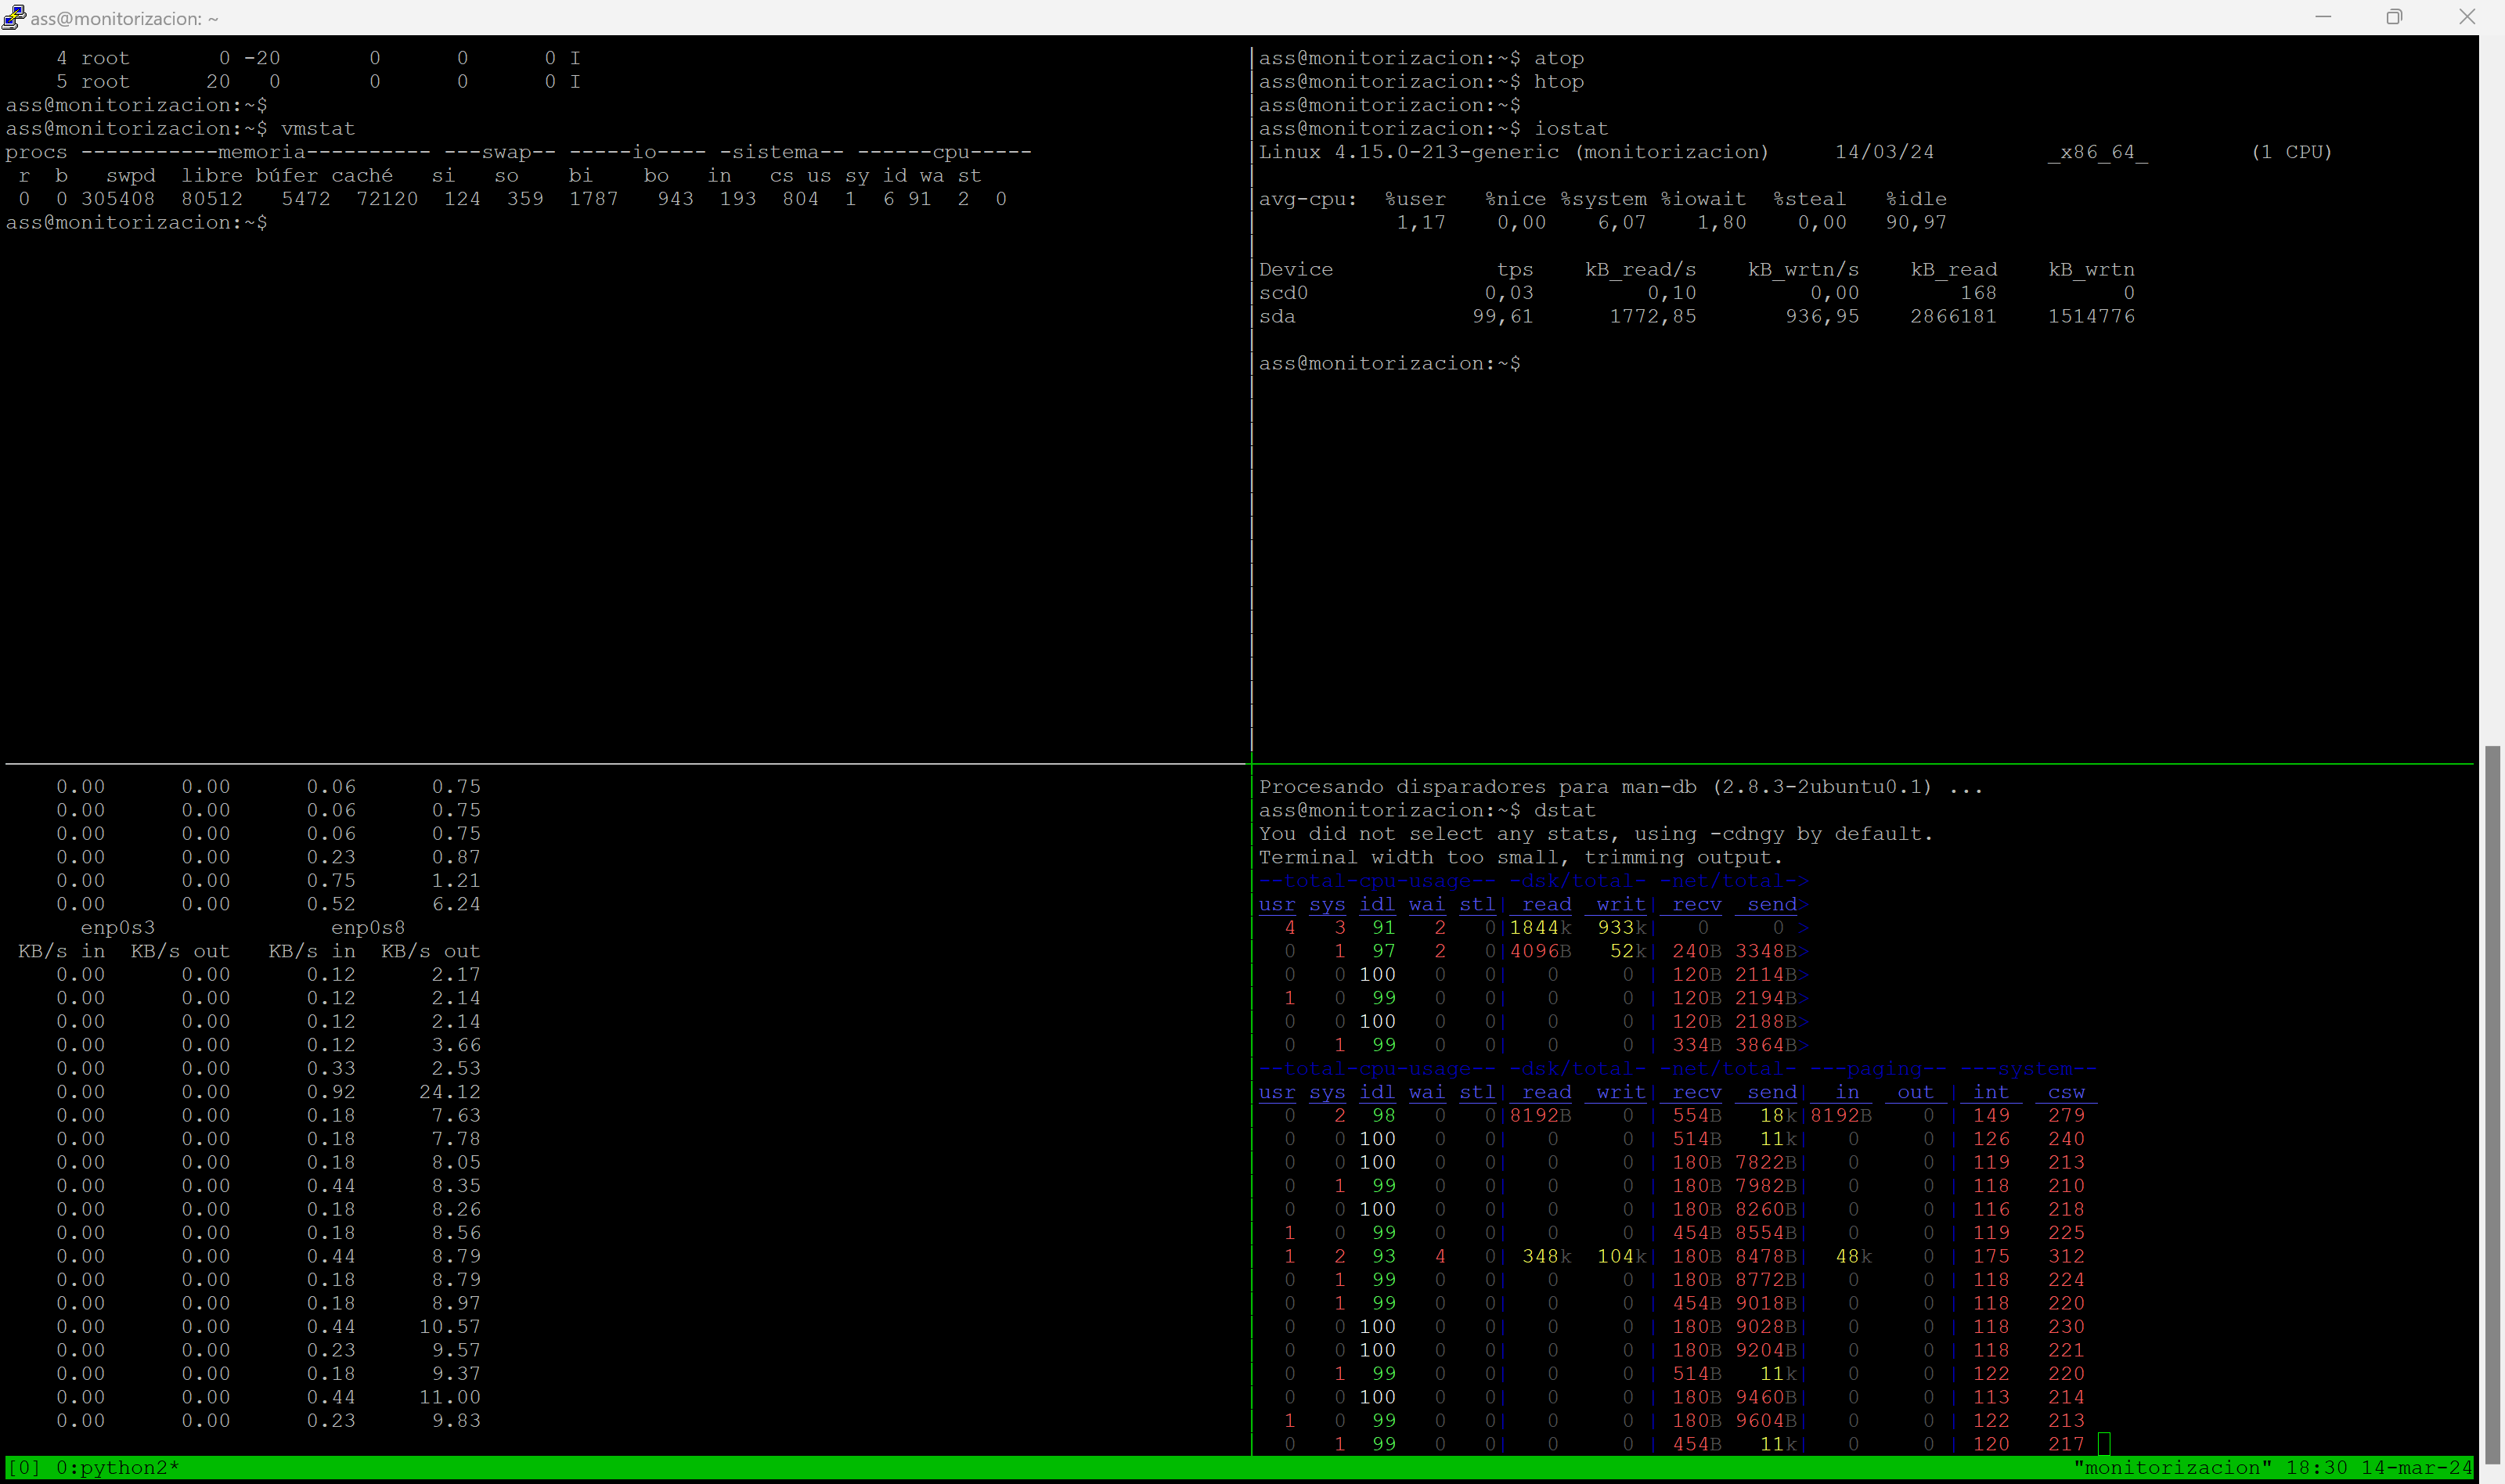 ass@monitorizacion: ~
4 root 0 -20 0 0 0 I
5 root 20 0 0 0 0 I
ass@monitorizacion:~$
ass@monitorizacion:~$ vmstat
procs -----------memoria---------- ---swap-- -----io---- -sistema-- ------cpu-----
r b swpd libre búfer caché si so bi bo in cs us sy id wa st
0 0 305408 80512 5472 72120 124 359 1787 943 193 804 1 6 91 2 0
ass@monitorizacion:~$
ass@monitorizacion:~$ atop
ass@monitorizacion:~$ htop
ass@monitorizacion:~$
ass@monitorizacion:~$ iostat
Linux 4.15.0-213-generic (monitorizacion) 14/03/24 _x86_64_ (1 CPU)
avg-cpu: %user %nice %system %iowait %steal %idle
1,17 0,00 6,07 1,80 0,00 90,97
Device tps kB_read/s kB_wrtn/s kB_read kB_wrtn
scd0 0,03 0,10 0,00 168 0
sda 99,61 1772,85 936,95 2866181 1514776
ass@monitorizacion:~$
0.00 0.00 0.06 0.75
0.00 0.00 0.06 0.75
0.00 0.00 0.06 0.75
0.00 0.00 0.23 0.87
0.00 0.00 0.75 1.21
0.00 0.00 0.52 6.24
enp0s3 enp0s8
KB/s in KB/s out KB/s in KB/s out
0.00 0.00 0.12 2.17
0.00 0.00 0.12 2.14
0.00 0.00 0.12 2.14
0.00 0.00 0.12 3.66
0.00 0.00 0.33 2.53
0.00 0.00 0.92 24.12
0.00 0.00 0.18 7.63
0.00 0.00 0.18 7.78
0.00 0.00 0.18 8.05
0.00 0.00 0.44 8.35
0.00 0.00 0.18 8.26
0.00 0.00 0.18 8.56
0.00 0.00 0.44 8.79
0.00 0.00 0.18 8.79
0.00 0.00 0.18 8.97
0.00 0.00 0.44 10.57
0.00 0.00 0.23 9.57
0.00 0.00 0.18 9.37
0.00 0.00 0.44 11.00
0.00 0.00 0.23 9.83
Procesando disparadores para man-db (2.8.3-2ubuntu0.1) ...
ass@monitorizacion:~$ dstat
You did not select any stats, using -cdngy by default.
Terminal width too small, trimming output.
--total-cpu-usage-- -dsk/total- -net/total->
usr sys idl wai stl| read writ| recv send>
4 3 91 2 0|1844k 933k| 0 0 >
0 1 97 2 0|4096B 52k| 240B 3348B>
0 0 100 0 0| 0 0 | 120B 2114B>
1 0 99 0 0| 0 0 | 120B 2194B>
0 0 100 0 0| 0 0 | 120B 2188B>
0 1 99 0 0| 0 0 | 334B 3864B>
--total-cpu-usage-- -dsk/total- -net/total- ---paging-- ---system--
usr sys idl wai stl| read writ| recv send| in out | int csw
0 2 98 0 0|8192B 0 | 554B 18k|8192B 0 | 149 279
0 0 100 0 0| 0 0 | 514B 11k| 0 0 | 126 240
0 0 100 0 0| 0 0 | 180B 7822B| 0 0 | 119 213
0 1 99 0 0| 0 0 | 180B 7982B| 0 0 | 118 210
0 0 100 0 0| 0 0 | 180B 8260B| 0 0 | 116 218
1 0 99 0 0| 0 0 | 454B 8554B| 0 0 | 119 225
1 2 93 4 0| 348k 104k| 180B 8478B| 48k 0 | 175 312
0 1 99 0 0| 0 0 | 180B 8772B| 0 0 | 118 224
0 1 99 0 0| 0 0 | 454B 9018B| 0 0 | 118 220
0 0 100 0 0| 0 0 | 180B 9028B| 0 0 | 118 230
0 0 100 0 0| 0 0 | 180B 9204B| 0 0 | 118 221
0 1 99 0 0| 0 0 | 514B 11k| 0 0 | 122 220
0 0 100 0 0| 0 0 | 180B 9460B| 0 0 | 113 214
1 0 99 0 0| 0 0 | 180B 9604B| 0 0 | 122 213
0 1 99 0 0| 0 0 | 454B 11k| 0 0 | 120 217
[0] 0:python2* "monitorizacion" 18:30 14-mar-24